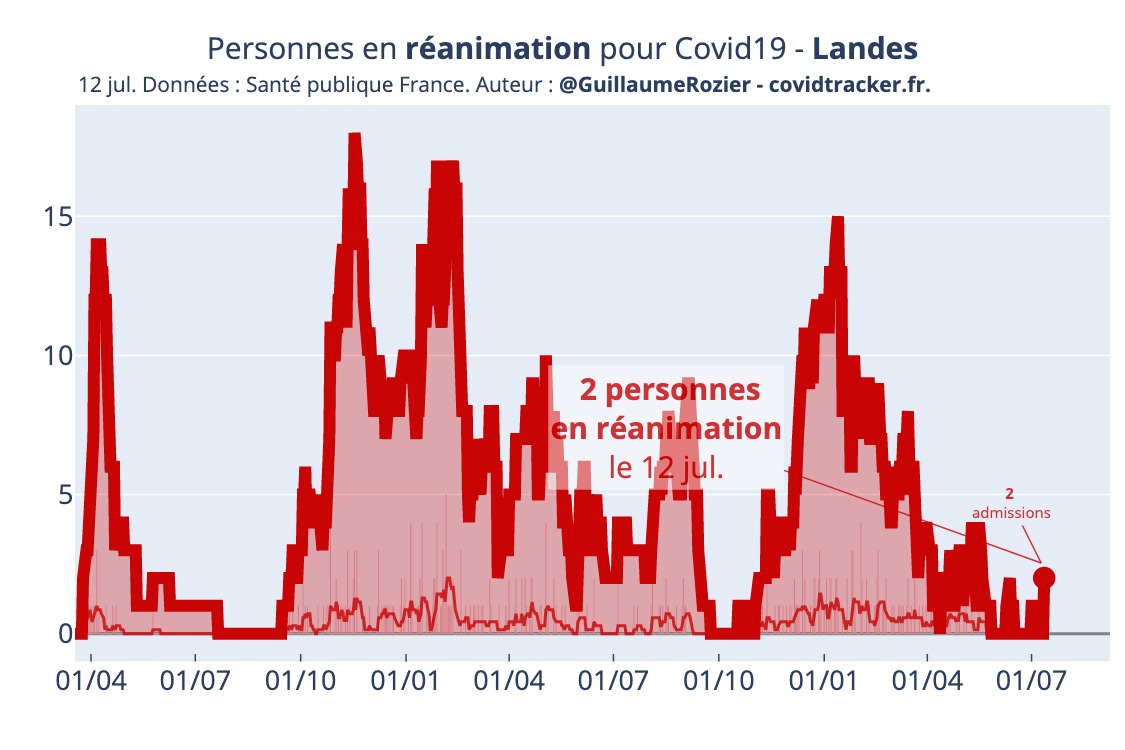 Personnes en réanimation pour Covid19 - Landes
12 jul. Données : Santé publique France. Auteur : @GuillaumeRozier - covidtracker.fr.
15
10
5
0
2 personnes
en réanimation
le 12 jul.
2
admissions
01/04 01/07 01/10 01/01 01/04 01/07 01/10 01/01 01/04 01/07